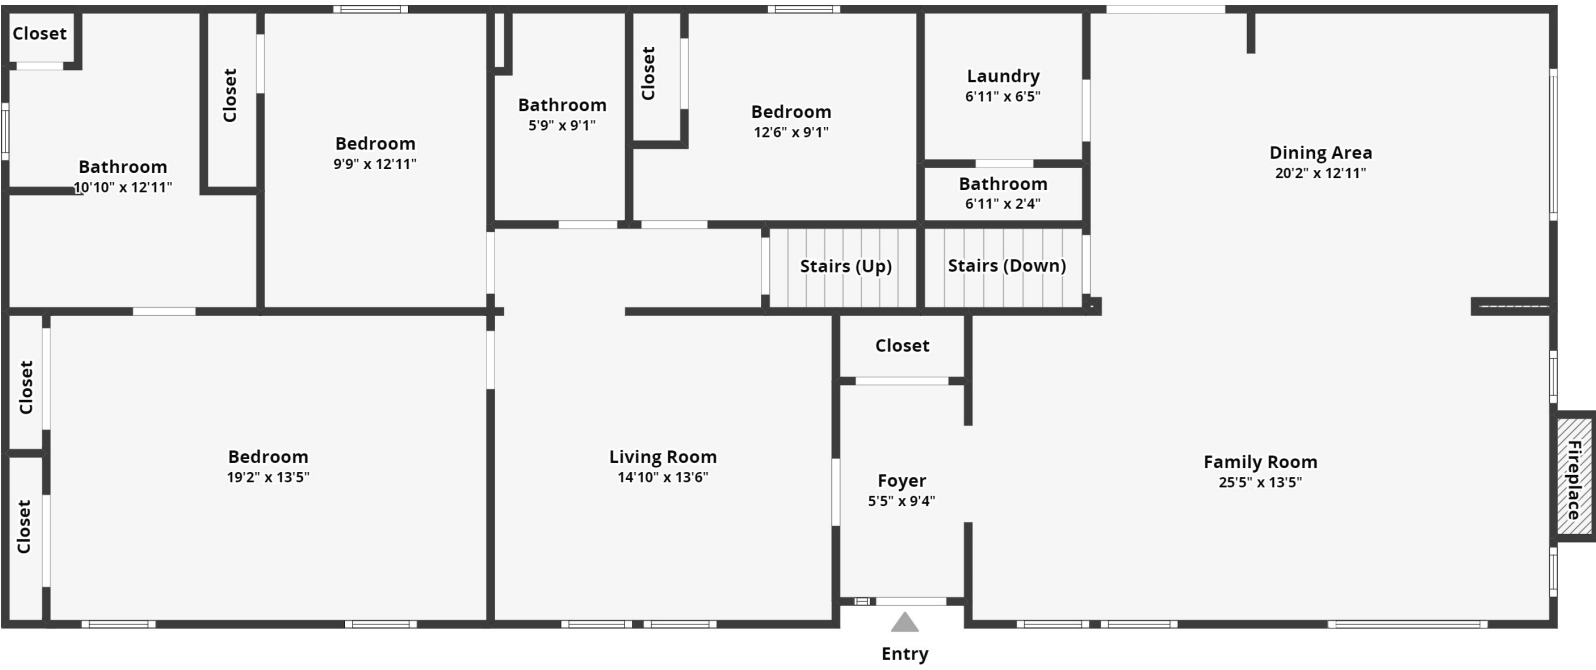 Closet
Closet
Bathroom
10'10" x 12'11"
Bedroom
9'9" x 12'11"
Bathroom
5'9" x 9'1"
Closet
Bedroom
12'6" x 9'1"
Laundry
6'11" x 6'5"
Bathroom
6'11" x 2'4"
Dining Area
20'2" x 12'11"
Stairs (Up)
Stairs (Down)
Closet
Closet
Bedroom
19'2" x 13'5"
Living Room
14'10" x 13'6"
Closet
Foyer
5'5" x 9'4"
Family Room
25'5" x 13'5"
Fireplace
Entry